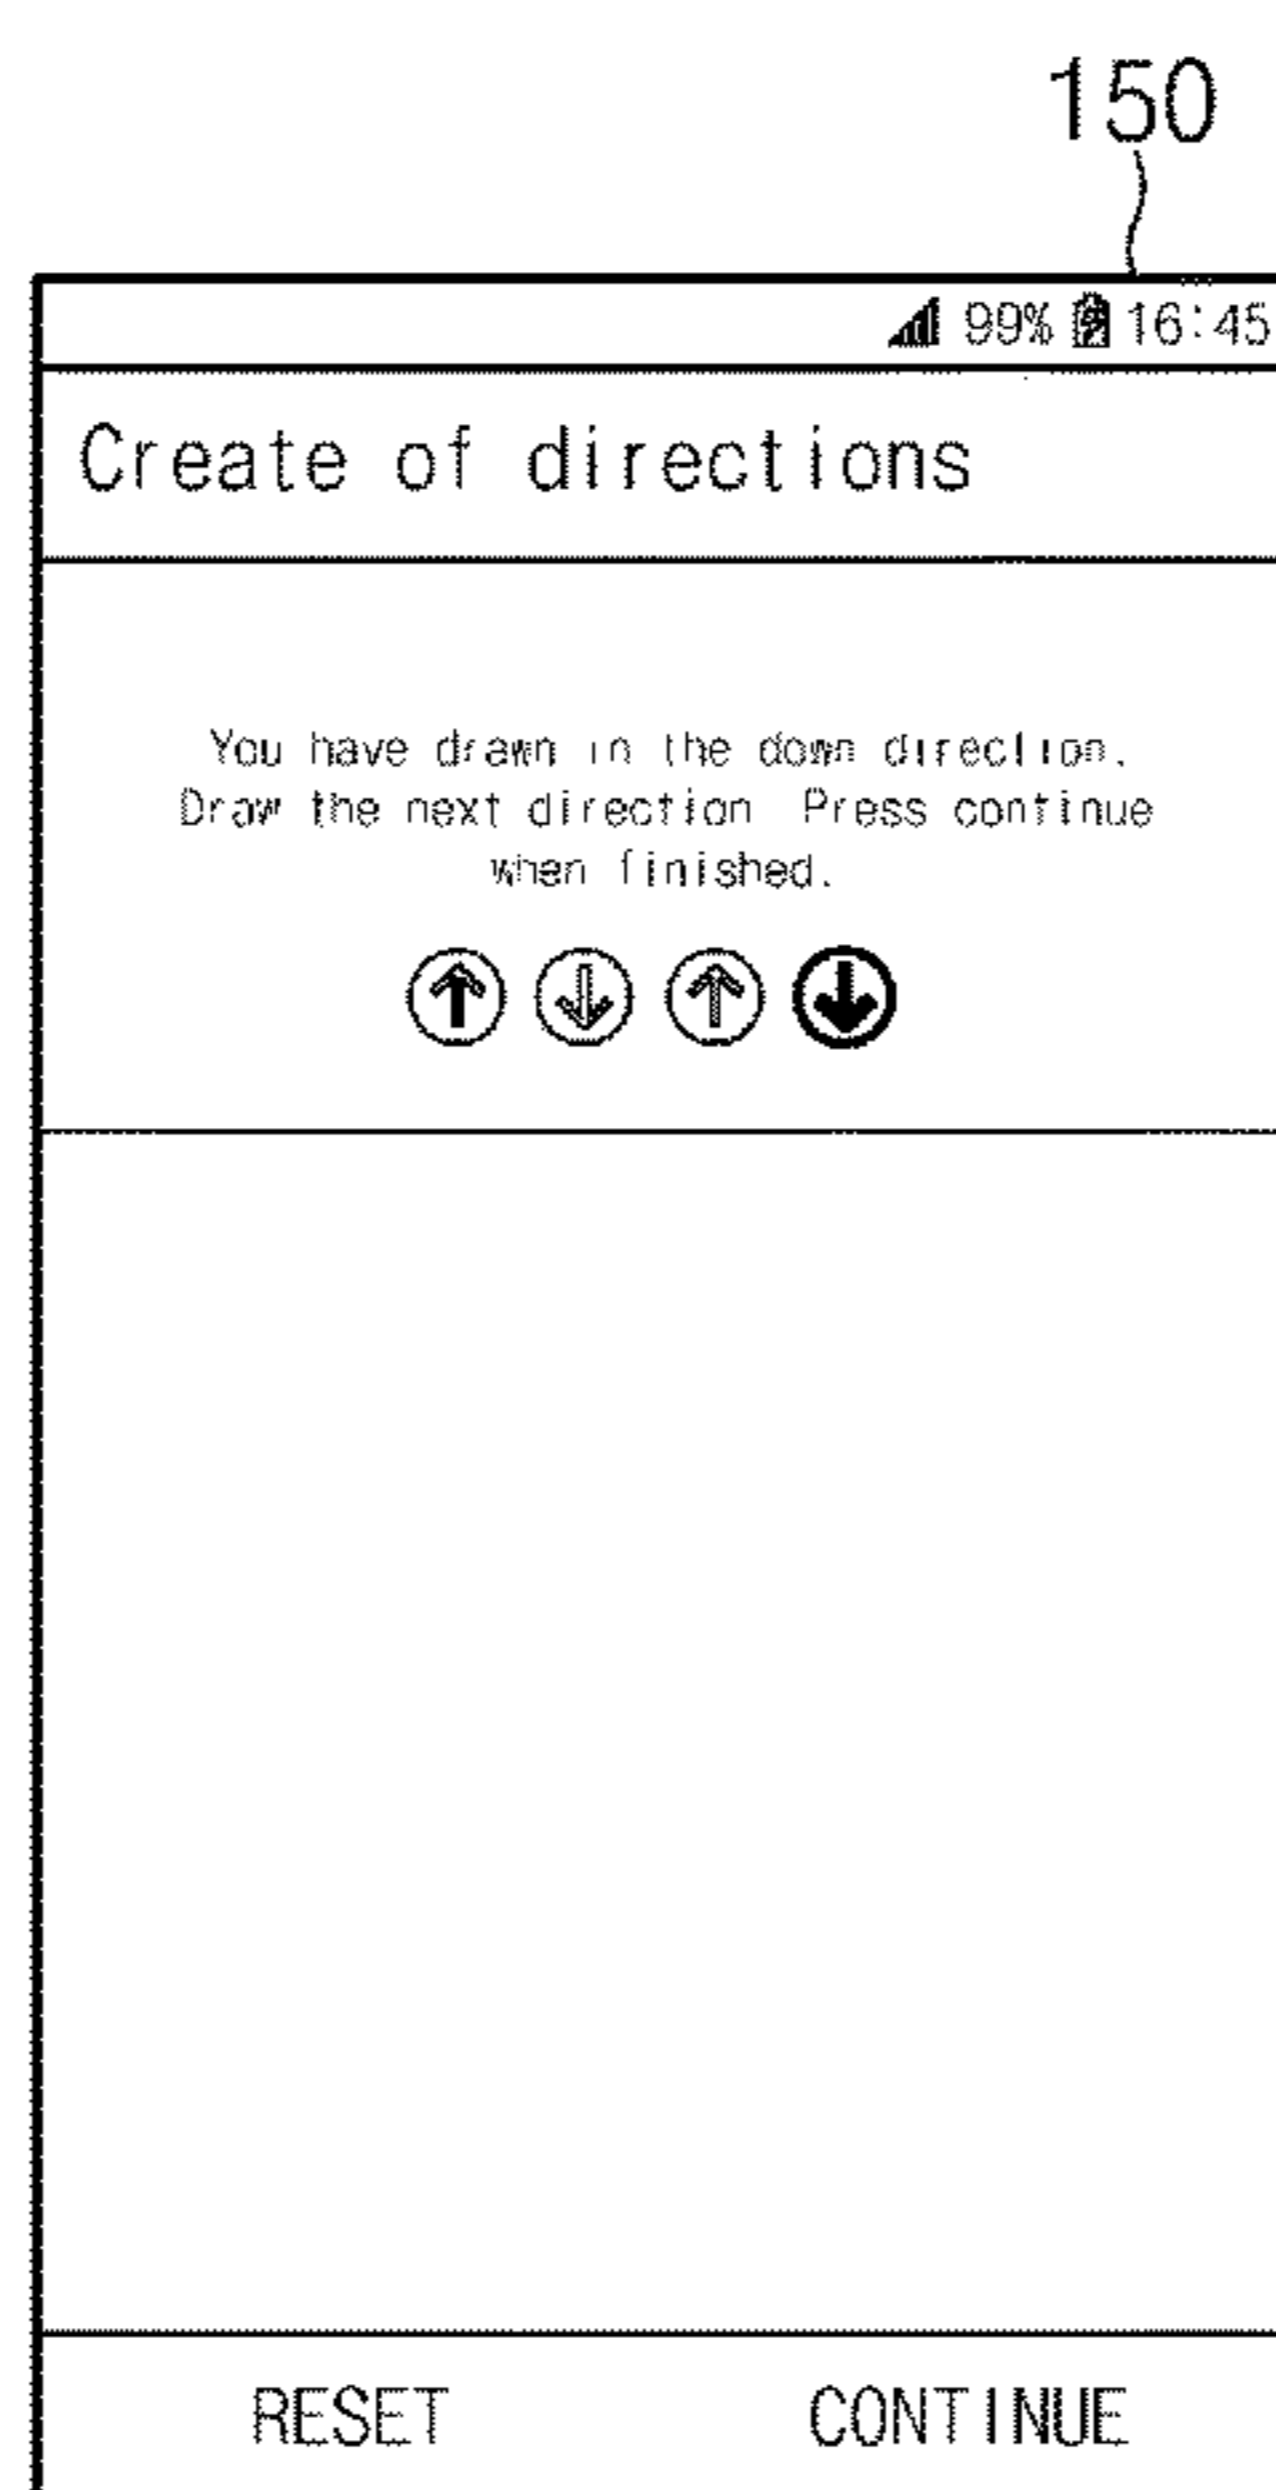 150
99% 16:45
Create of directions
You have drawn in the down direction.
Draw the next direction Press continue
when finished.
RESET CONTINUE